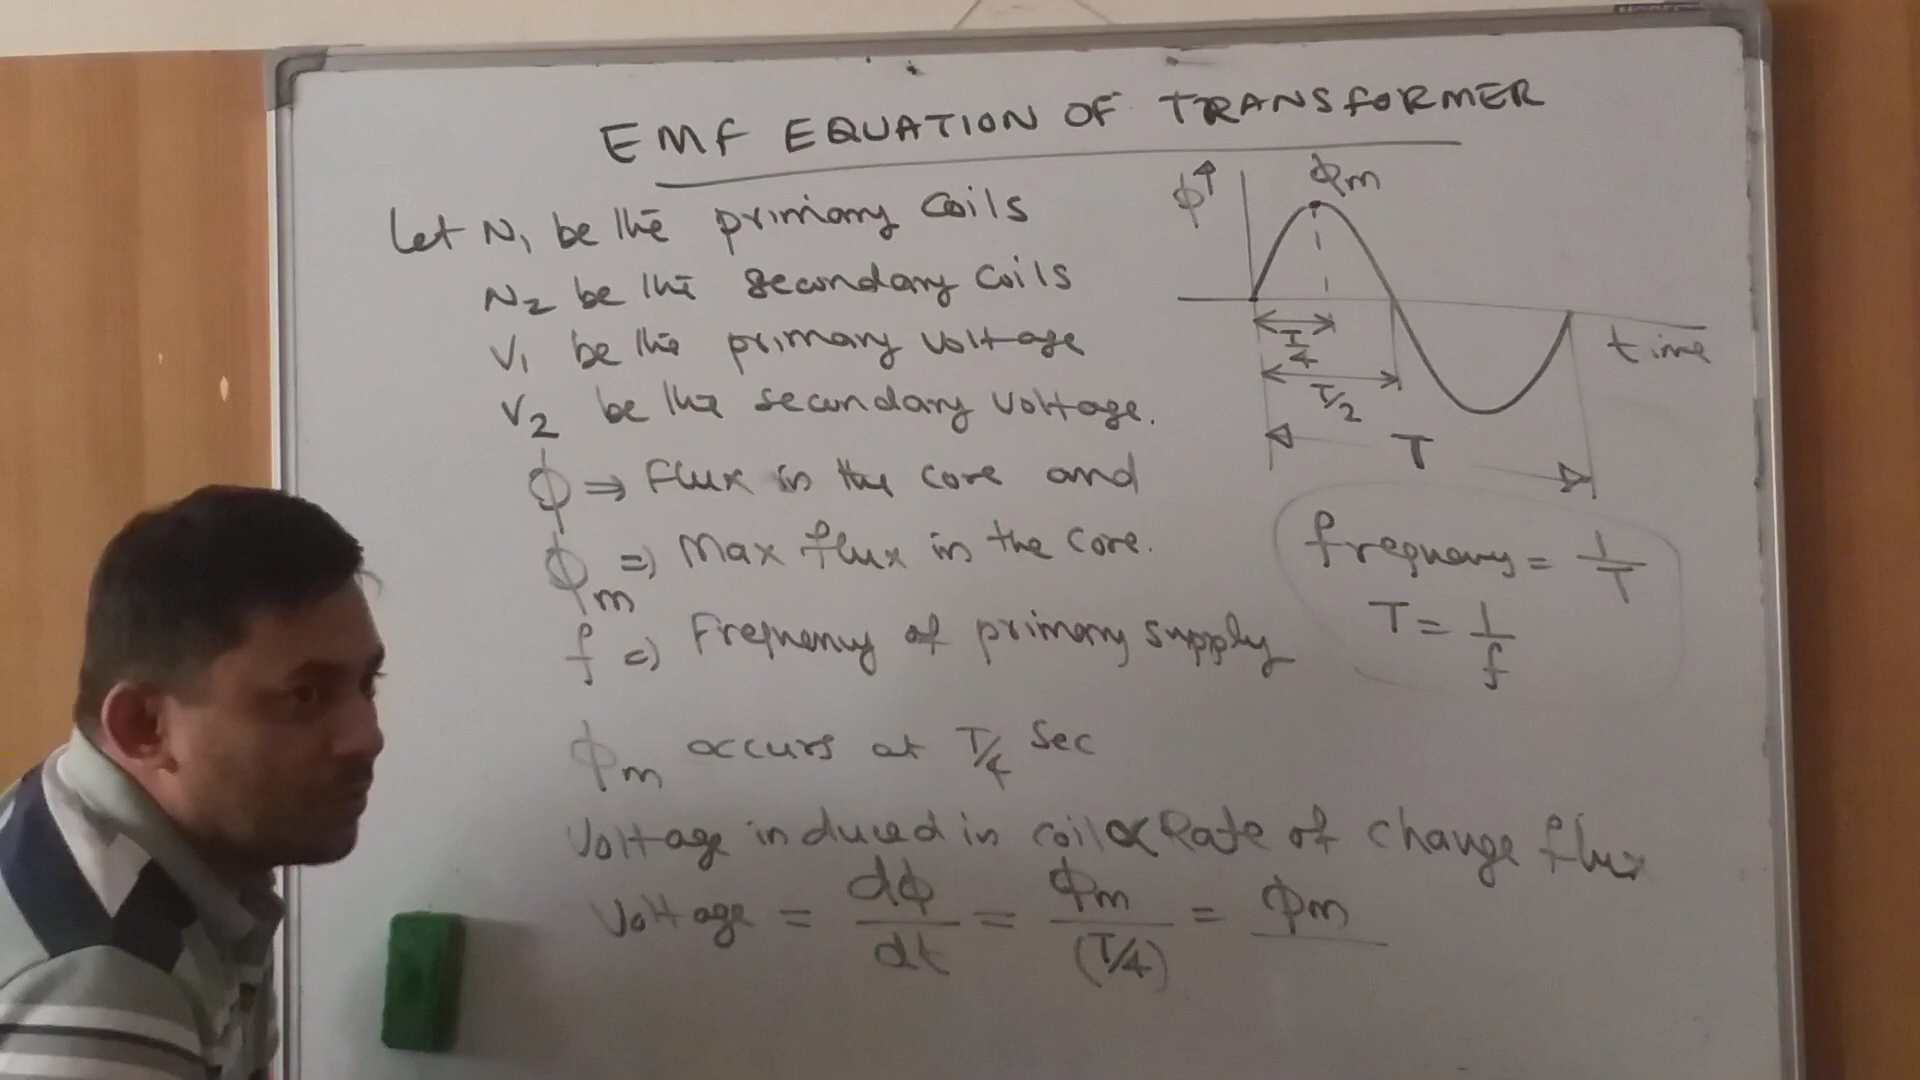 EMF EQUATION OF TRANSFORMER
Let N1 be the primary coils
N2 be the secondary coils
V1 be the primary voltage
V2 be the secondary voltage.
ϕ ⇒ Flux in the core and
ϕm ⇒ Max flux in the core.
f ⇒ Frequency of primary supply
ϕm occurs at T/4 Sec
Voltage induced in coil ∝ Rate of change flux
Voltage = dϕ/dt = ϕm/(T/4) = ϕm
ϕ↑
ϕm
time
T/4
T/2
T
frequency = 1/T
T = 1/f